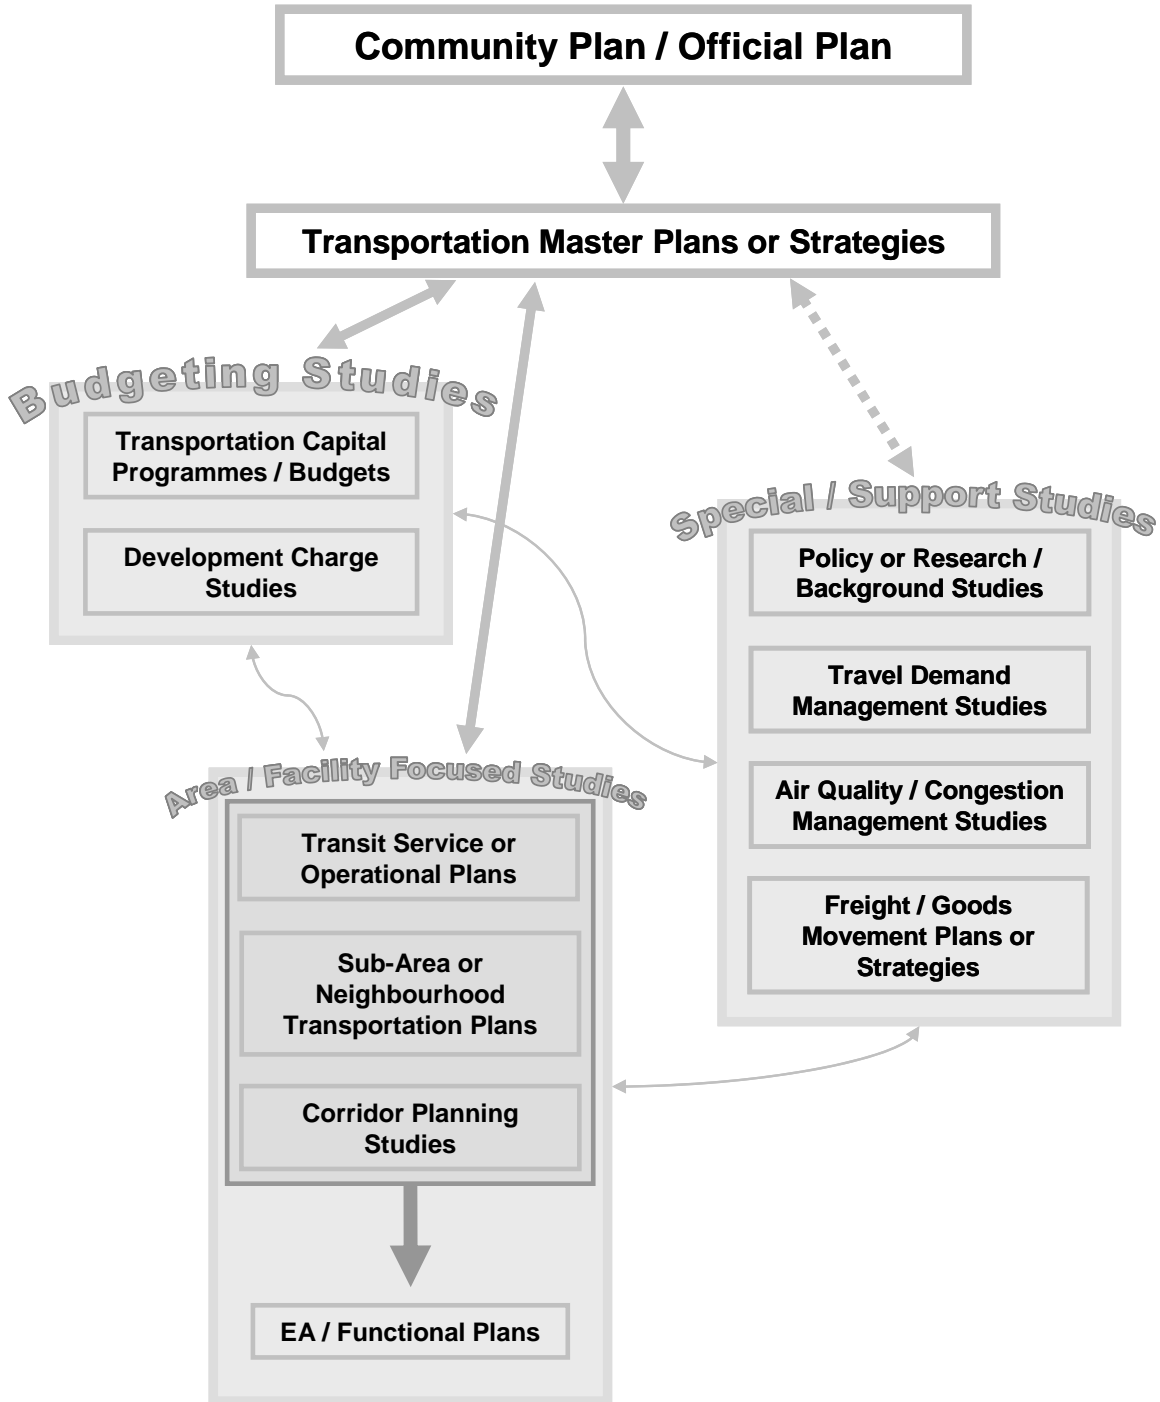 Community Plan / Official Plan
Transportation Master Plans or Strategies
Budgeting Studies
Transportation Capital
Programmes / Budgets
Development Charge
Studies
Special / Support Studies
Policy or Research /
Background Studies
Travel Demand
Management Studies
Air Quality / Congestion
Management Studies
Freight / Goods
Movement Plans or
Strategies
Area / Facility Focused Studies
Transit Service or
Operational Plans
Sub-Area or
Neighbourhood
Transportation Plans
Corridor Planning
Studies
EA / Functional Plans